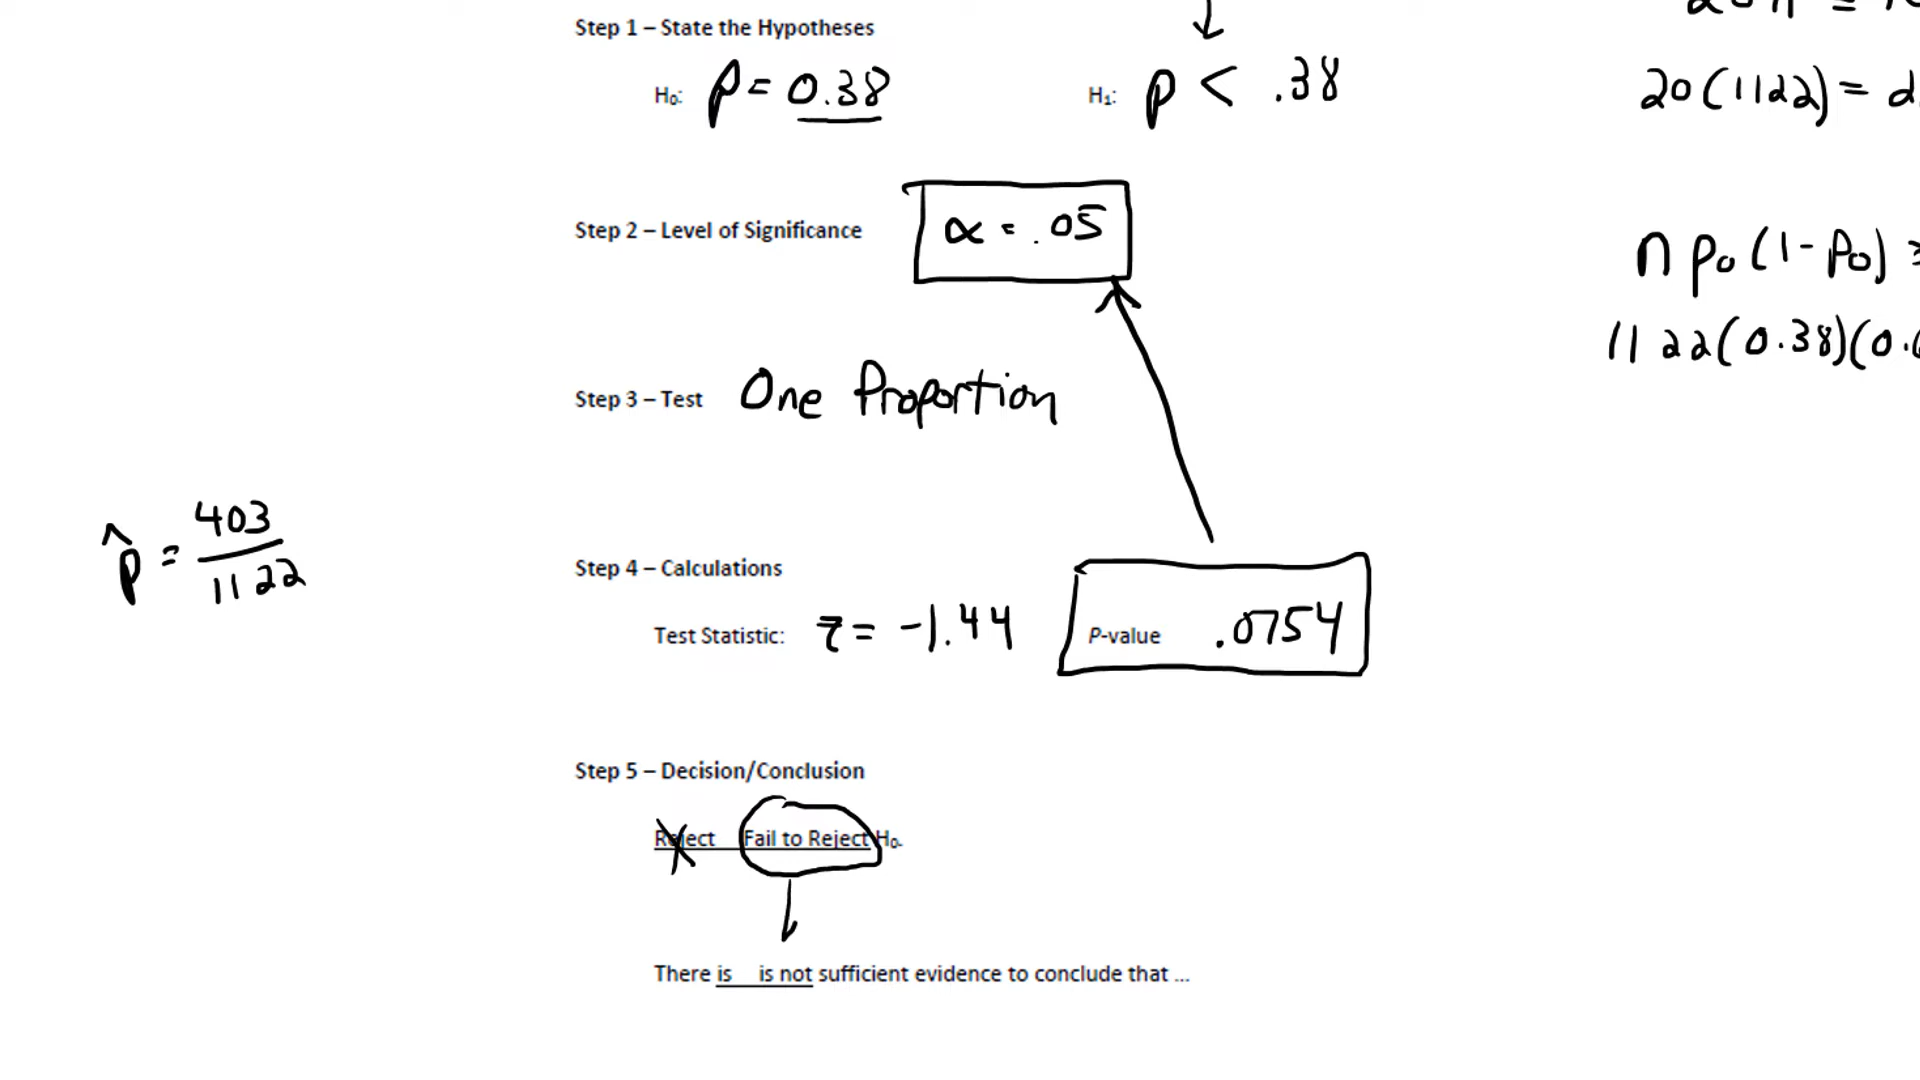 Step 1 – State the Hypotheses
H₀: p = 0.38 H₁: p < .38
20(1122) =
Step 2 – Level of Significance α = .05
n p₀(1-p₀)
1122(0.38)(0.
Step 3 – Test One Proportion
p̂ = 403/1122
Step 4 – Calculations
Test Statistic: z = -1.44 P-value .0754
Step 5 – Decision/Conclusion
Reject Fail to Reject H₀.
There is is not sufficient evidence to conclude that ...